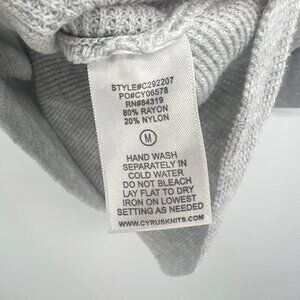 STYLE#C292207
PO#CY06578
RN#84319
80% RAYON
20% NYLON
M
HAND WASH
SEPARATELY IN
COLD WATER
DO NOT BLEACH
LAY FLAT TO DRY
IRON ON LOWEST
SETTING AS NEEDED
WWW.CYRUSKNITS.COM